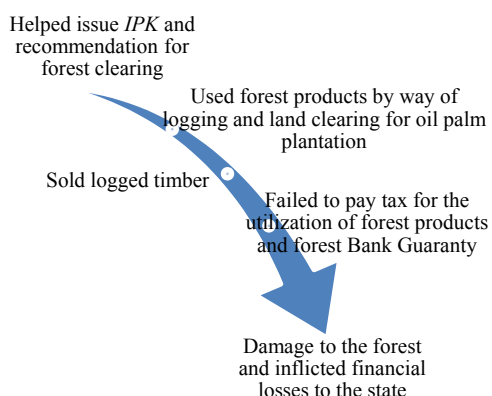 Helped issue IPK and
recommendation for
forest clearing
Used forest products by way of
logging and land clearing for oil palm
plantation
Sold logged timber
Failed to pay tax for the
utilization of forest products
and forest Bank Guaranty
Damage to the forest
and inflicted financial
losses to the state